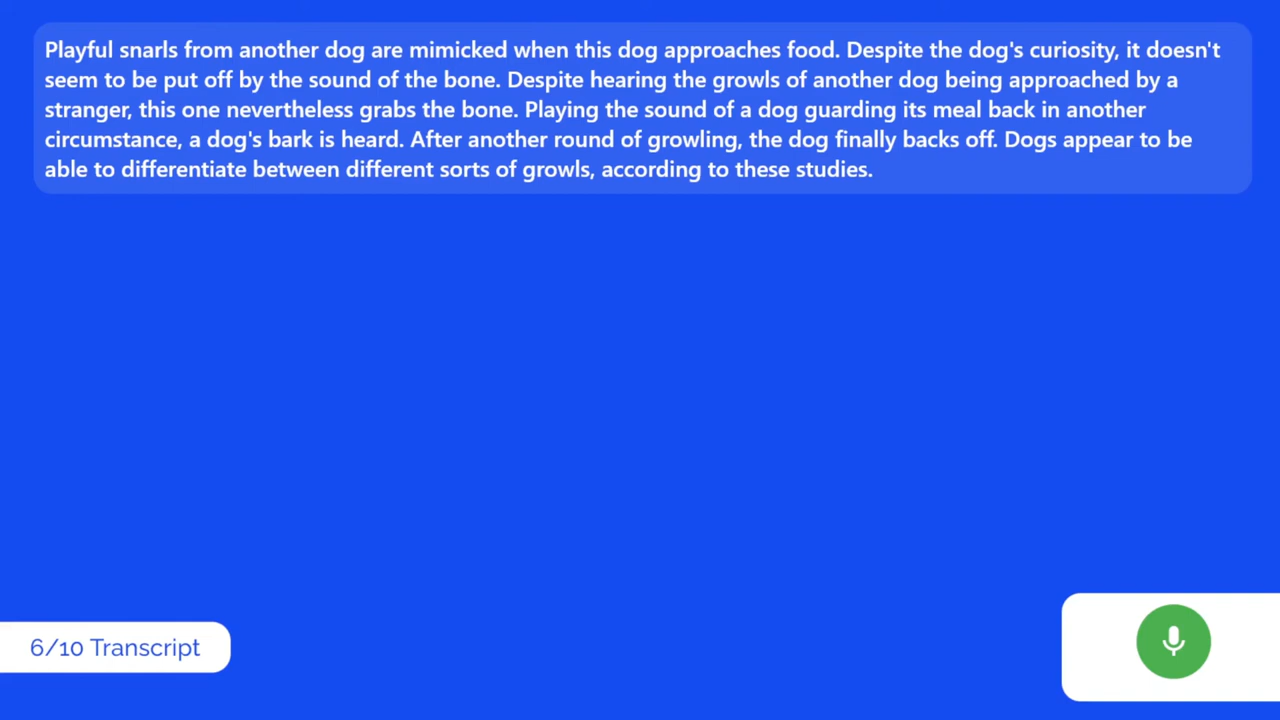 Playful snarls from another dog are mimicked when this dog approaches food. Despite the dog's curiosity, it doesn't
seem to be put off by the sound of the bone. Despite hearing the growls of another dog being approached by a
stranger, this one nevertheless grabs the bone. Playing the sound of a dog guarding its meal back in another
circumstance, a dog's bark is heard. After another round of growling, the dog finally backs off. Dogs appear to be
able to differentiate between different sorts of growls, according to these studies.
6/10 Transcript